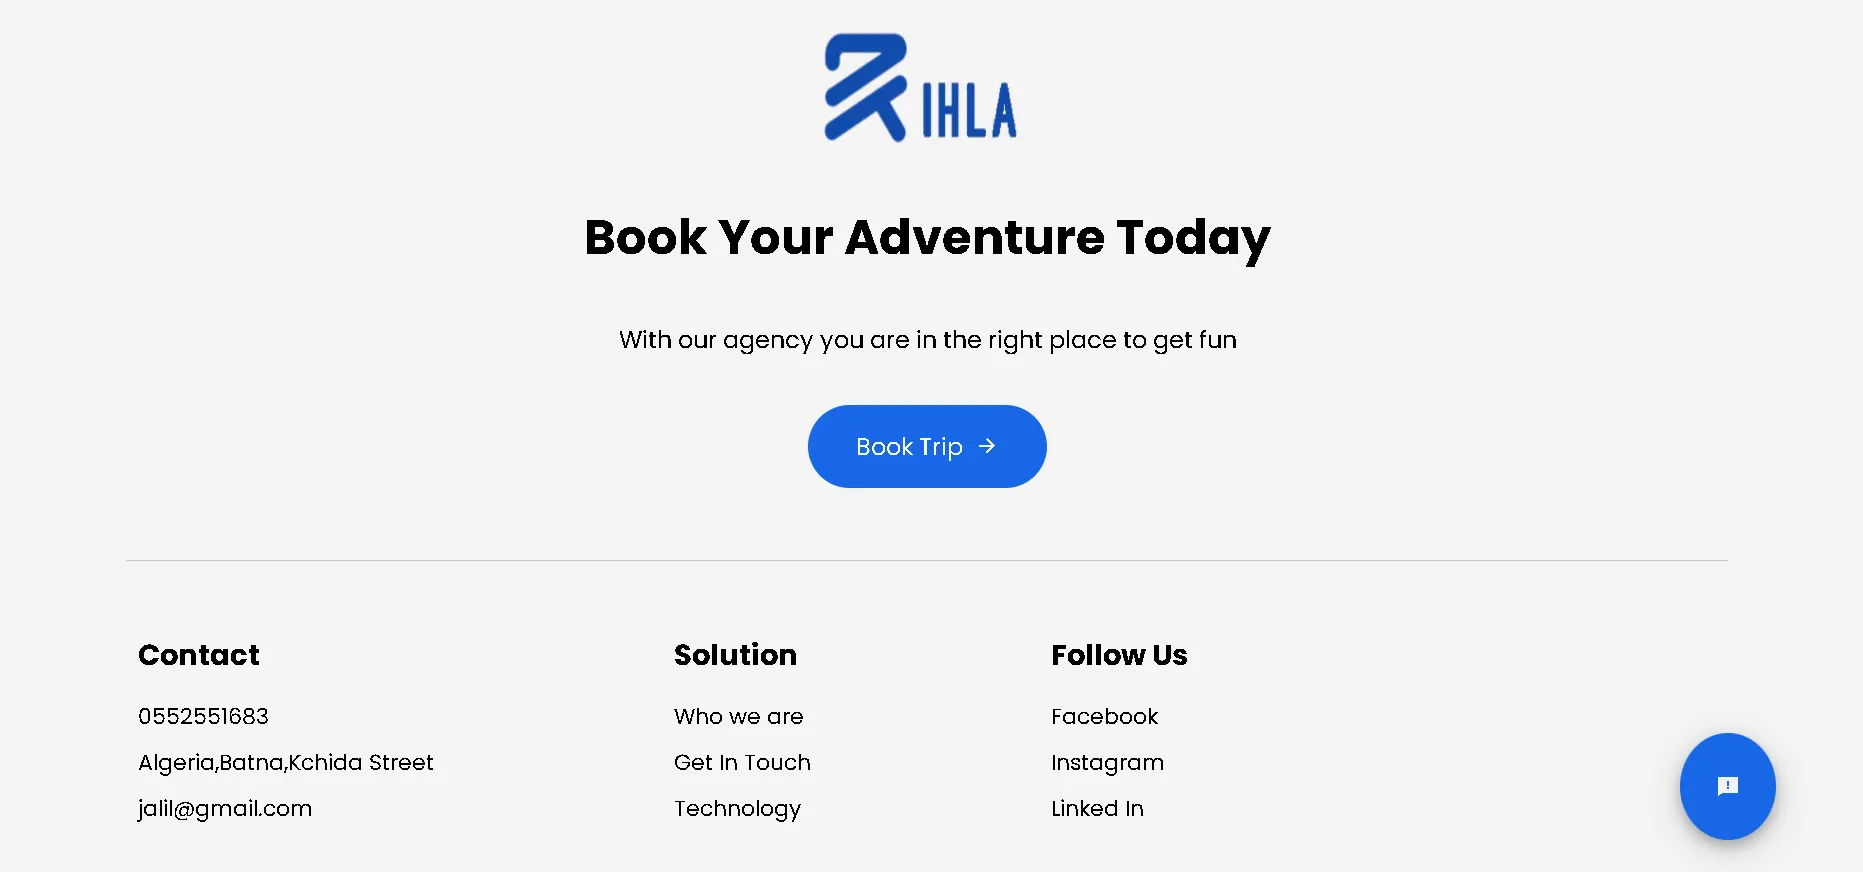 RIHLA
Book Your Adventure Today
With our agency you are in the right place to get fun
Book Trip →
Contact
0552551683
Algeria,Batna,Kchida Street
jalil@gmail.com
Solution
Who we are
Get In Touch
Technology
Follow Us
Facebook
Instagram
Linked In